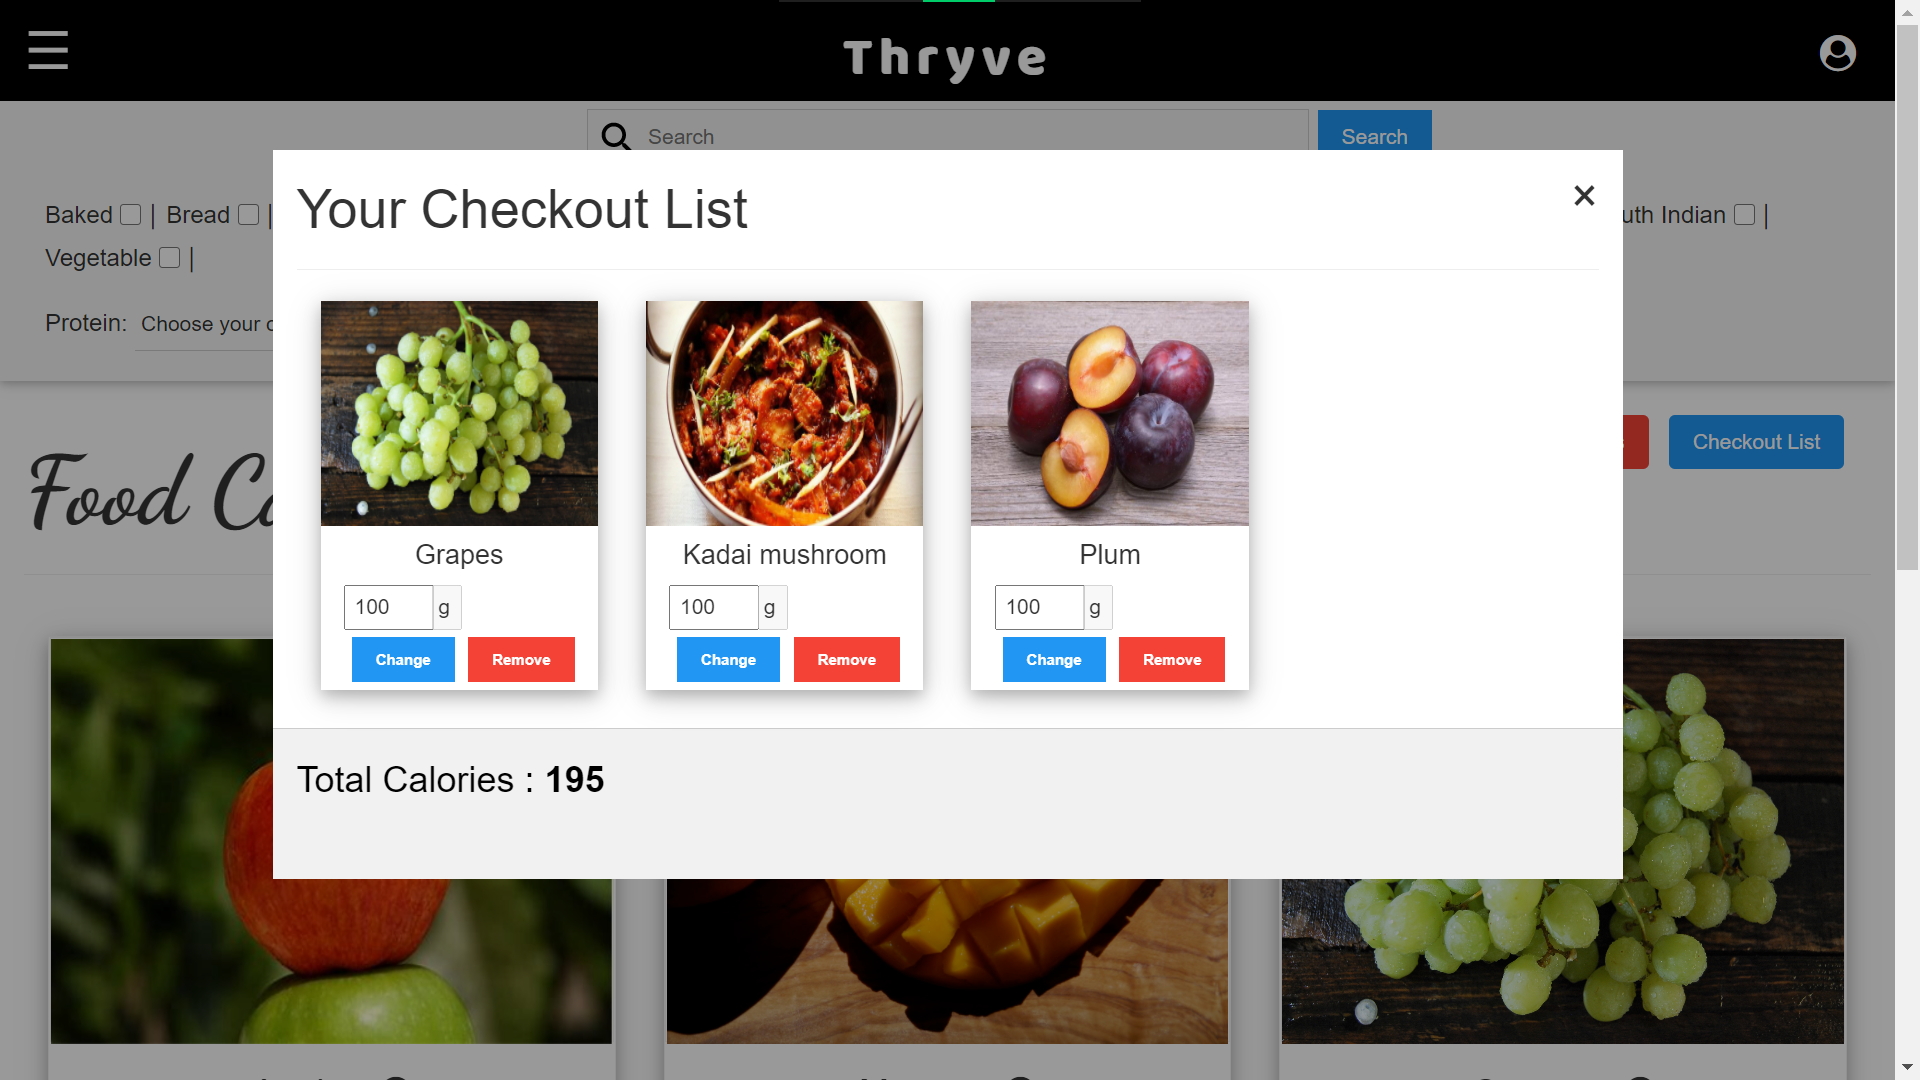 Thryve
Search Search
Your Checkout List ×
Baked | Bread | uth Indian |
Vegetable |
Protein: Choose your
Checkout List
Food
Grapes Kadai mushroom Plum
100 g 100 g 100 g
Change Remove Change Remove Change Remove
Total Calories : 195